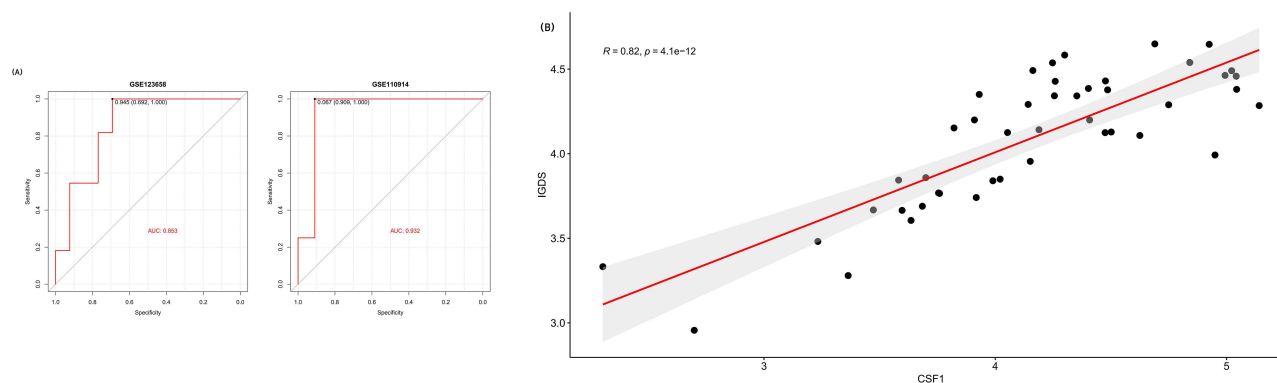 (A)
GSE123658
1.0
0.8
0.6
0.4
0.2
0.0
Sensitivity
0.945 (0.692, 1.000)
AUC: 0.853
1.0 0.8 0.6 0.4 0.2 0.0
Specificity
GSE110914
1.0
0.8
0.6
0.4
0.2
0.0
Sensitivity
0.067 (0.909, 1.000)
AUC: 0.932
1.0 0.8 0.6 0.4 0.2 0.0
Specificity
(B)
R = 0.82, p = 4.1e−12
4.5
4.0
3.5
3.0
IGDS
3 4 5
CSF1